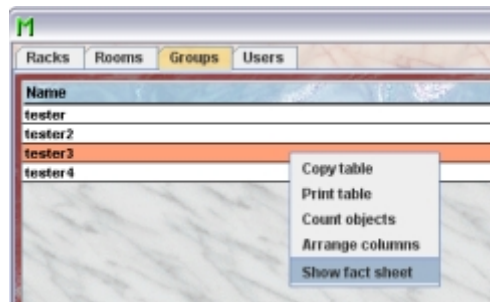 M
Racks Rooms Groups Users
Name
tester
tester2
tester3
tester4
Copy table
Print table
Count objects
Arrange columns
Show fact sheet